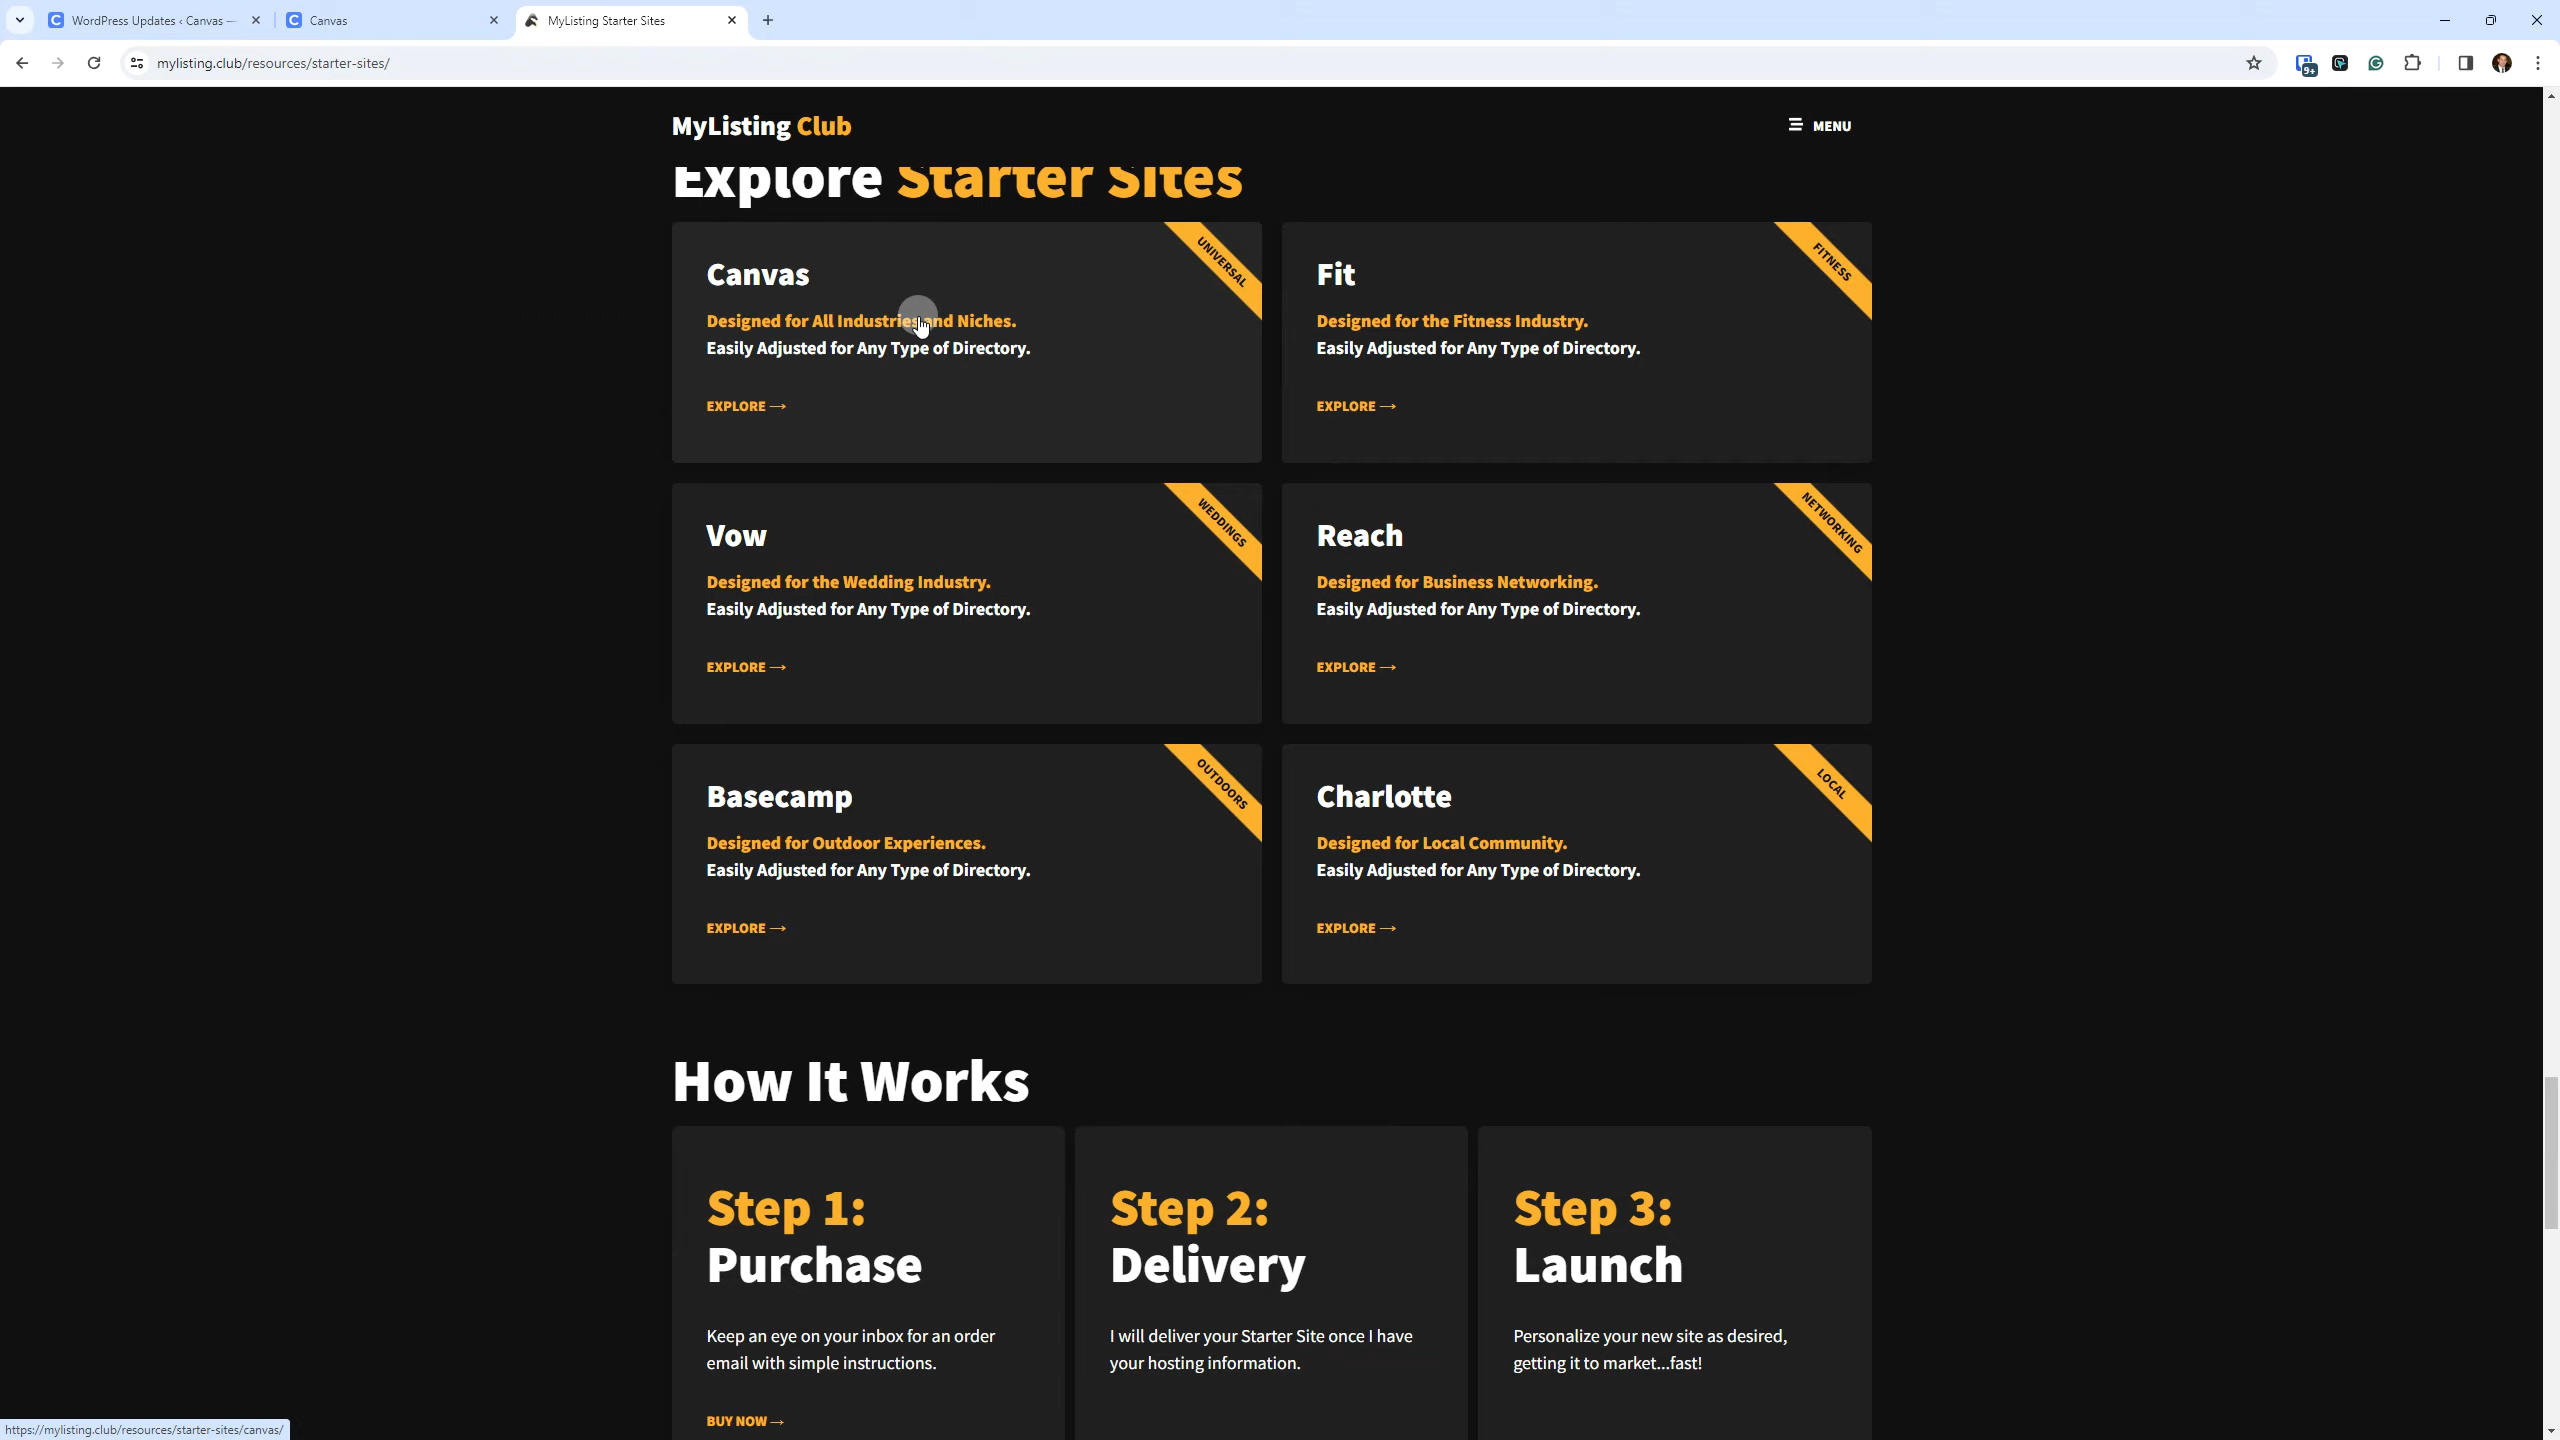 WordPress Updates ‹ Canvas —
Canvas
MyListing Starter Sites
mylisting.club/resources/starter-sites/
9+
MyListing Club
MENU
Explore Starter Sites
UNIVERSAL
Canvas
Designed for All Industries and Niches.
Easily Adjusted for Any Type of Directory.
EXPLORE →
FITNESS
Fit
Designed for the Fitness Industry.
Easily Adjusted for Any Type of Directory.
EXPLORE →
WEDDINGS
Vow
Designed for the Wedding Industry.
Easily Adjusted for Any Type of Directory.
EXPLORE →
NETWORKING
Reach
Designed for Business Networking.
Easily Adjusted for Any Type of Directory.
EXPLORE →
OUTDOORS
Basecamp
Designed for Outdoor Experiences.
Easily Adjusted for Any Type of Directory.
EXPLORE →
LOCAL
Charlotte
Designed for Local Community.
Easily Adjusted for Any Type of Directory.
EXPLORE →
How It Works
Step 1:
Purchase
Keep an eye on your inbox for an order
email with simple instructions.
BUY NOW →
Step 2:
Delivery
I will deliver your Starter Site once I have
your hosting information.
Step 3:
Launch
Personalize your new site as desired,
getting it to market...fast!
https://mylisting.club/resources/starter-sites/canvas/